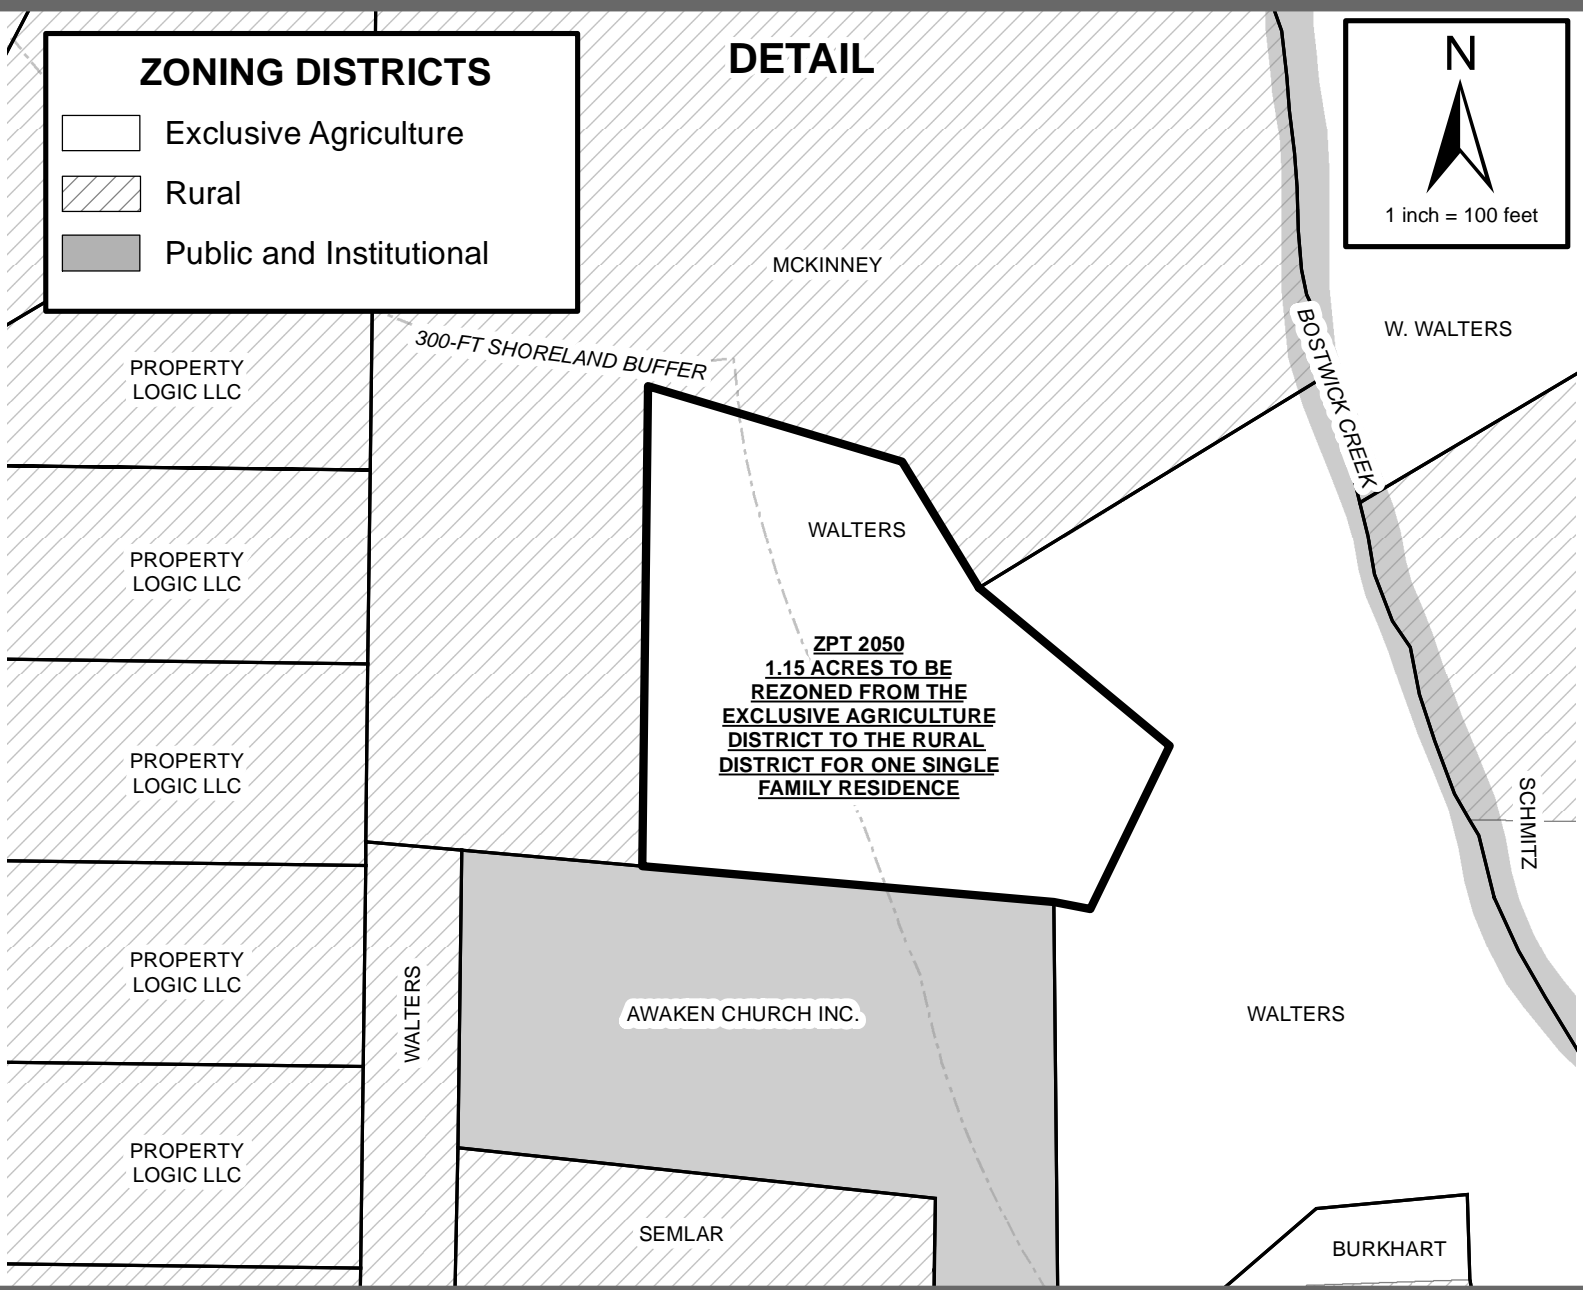 DETAIL
ZONING DISTRICTS
Exclusive Agriculture
Rural
Public and Institutional
N
1 inch = 100 feet
MCKINNEY
W. WALTERS
BOSTWICK CREEK
300-FT SHORELAND BUFFER
PROPERTY
LOGIC LLC
PROPERTY
LOGIC LLC
PROPERTY
LOGIC LLC
PROPERTY
LOGIC LLC
PROPERTY
LOGIC LLC
WALTERS
ZPT 2050
1.15 ACRES TO BE
REZONED FROM THE
EXCLUSIVE AGRICULTURE
DISTRICT TO THE RURAL
DISTRICT FOR ONE SINGLE
FAMILY RESIDENCE
SCHMITZ
WALTERS
AWAKEN CHURCH INC.
WALTERS
SEMLAR
BURKHART